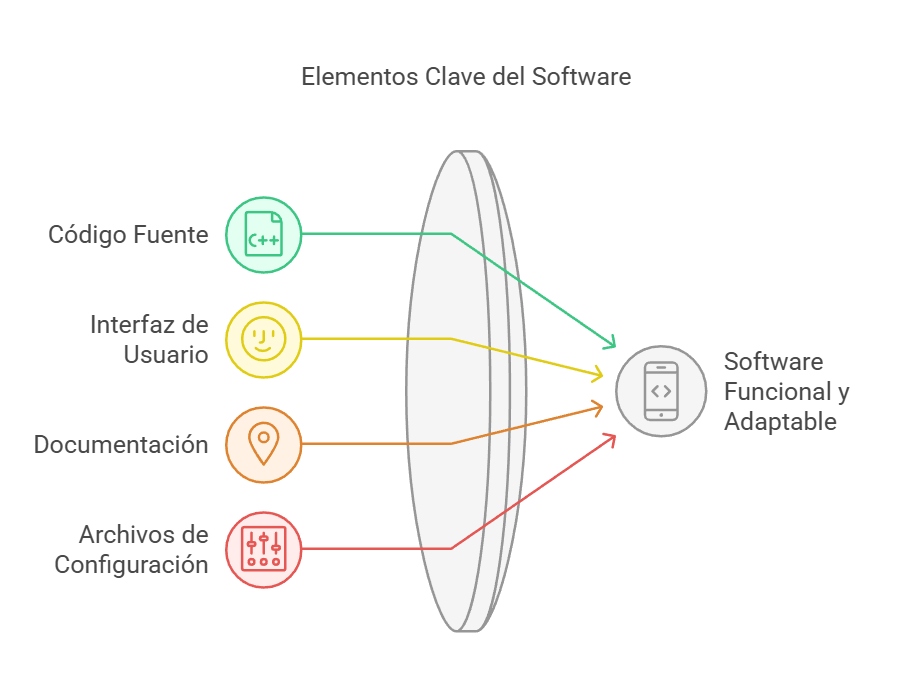 Elementos Clave del Software
Código Fuente
C++
Interfaz de
Usuario
Documentación
Archivos de
Configuración
Software
Funcional y
Adaptable